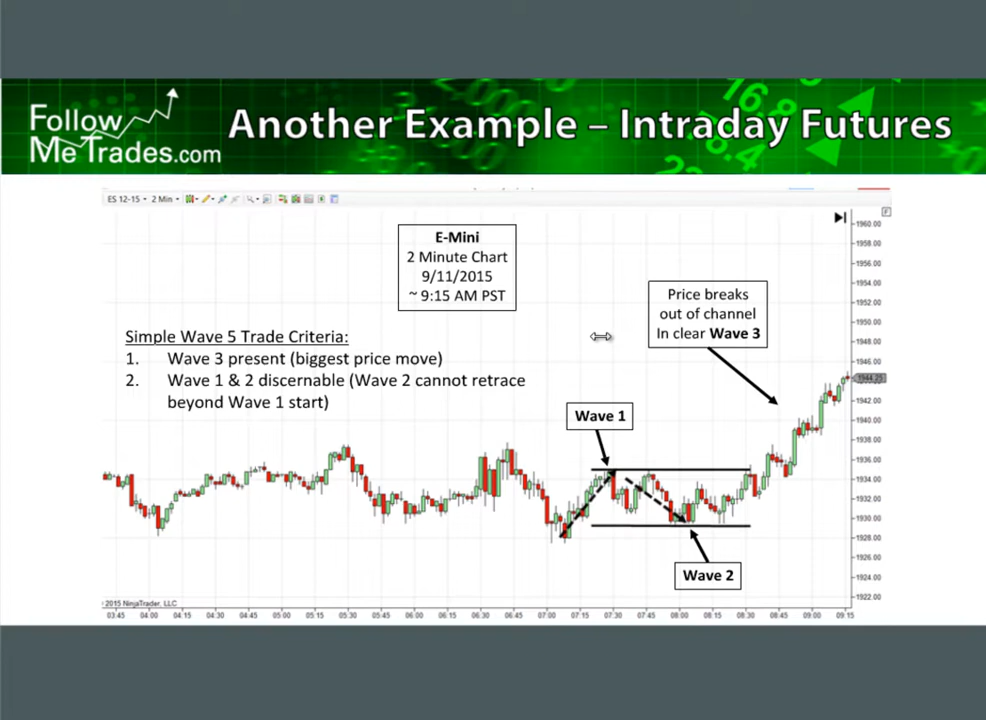 Follow
MeTrades.com
Another Example – Intraday Futures
ES 12-15
2 Min
F
E-Mini
2 Minute Chart
9/11/2015
~ 9:15 AM PST
Simple Wave 5 Trade Criteria:
1. Wave 3 present (biggest price move)
2. Wave 1 & 2 discernable (Wave 2 cannot retrace
beyond Wave 1 start)
Price breaks
out of channel
In clear Wave 3
Wave 1
Wave 2
1960.00
1958.00
1956.00
1954.00
1952.00
1950.00
1948.00
1946.00
1944.25
1942.00
1940.00
1938.00
1936.00
1934.00
1932.00
1930.00
1928.00
1926.00
1924.00
1922.00
2015 NinjaTrader, LLC
03:45 04:00 04:15 04:30 04:45 05:00 05:15 05:30 05:45 06:00 06:15 06:30 06:45 07:00 07:15 07:30 07:45 08:00 08:15 08:30 08:45 09:00 09:15